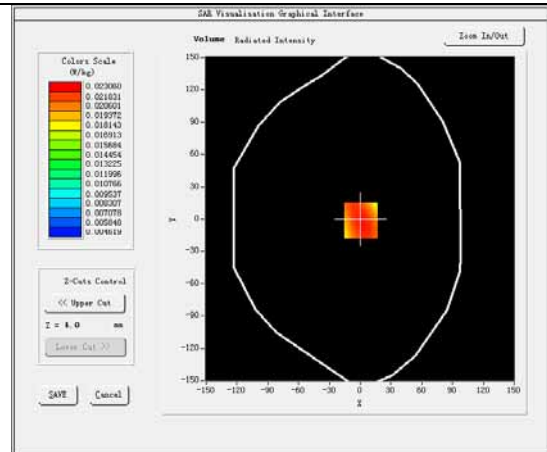 SAR Visualisation Graphical Interface
Volume Radiated Intensity
Zoom In/Out
Colors Scale
(W/kg)
0.023060
0.021831
0.020601
0.019372
0.018143
0.016913
0.015684
0.014454
0.013225
0.011996
0.010766
0.009537
0.008307
0.007078
0.005848
0.004619
Z-Cuts Control
<< Upper Cut
Z = 4.0 mm
Lower Cut >>
SAVE Cancel
150
120
90
60
30
Y 0
-30
-60
-90
-120
-150
-150 -120 -90 -60 -30 0 30 60 90 120 150
X